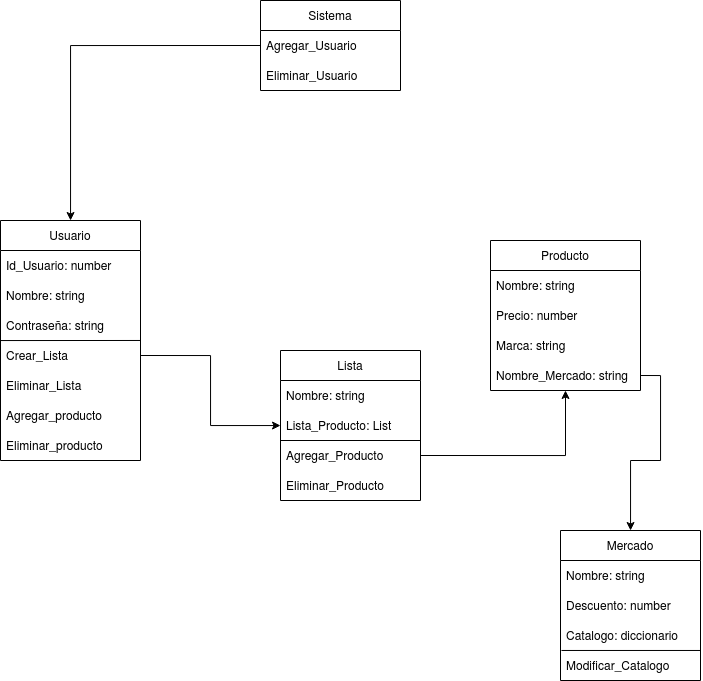 Sistema
Agregar_Usuario
Eliminar_Usuario
Usuario
Id_Usuario: number
Nombre: string
Contraseña: string
Crear_Lista
Eliminar_Lista
Agregar_producto
Eliminar_producto
Lista
Nombre: string
Lista_Producto: List
Agregar_Producto
Eliminar_Producto
Producto
Nombre: string
Precio: number
Marca: string
Nombre_Mercado: string
Mercado
Nombre: string
Descuento: number
Catalogo: diccionario
Modificar_Catalogo